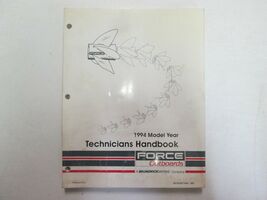 1994 Model Year
Technicians Handbook
FORCE
Outboards
A BRUNSWICK MARINE Company